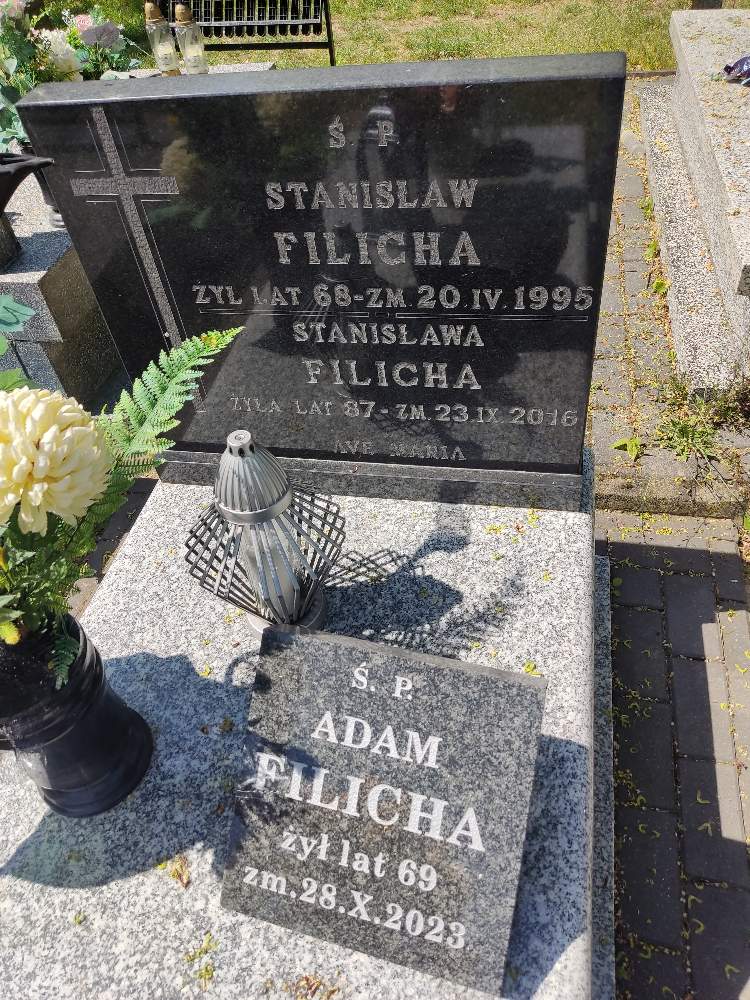 Ś. P.
STANISŁAW
FILICHA
ŻYŁ LAT 68-ZM. 20.IV.1995
STANISŁAWA
FILICHA
ŻYŁA LAT 87-ZM. 23.IX.2016
AVE MARIA
Ś. P.
ADAM
FILICHA
żył lat 69
zm.28.X.2023